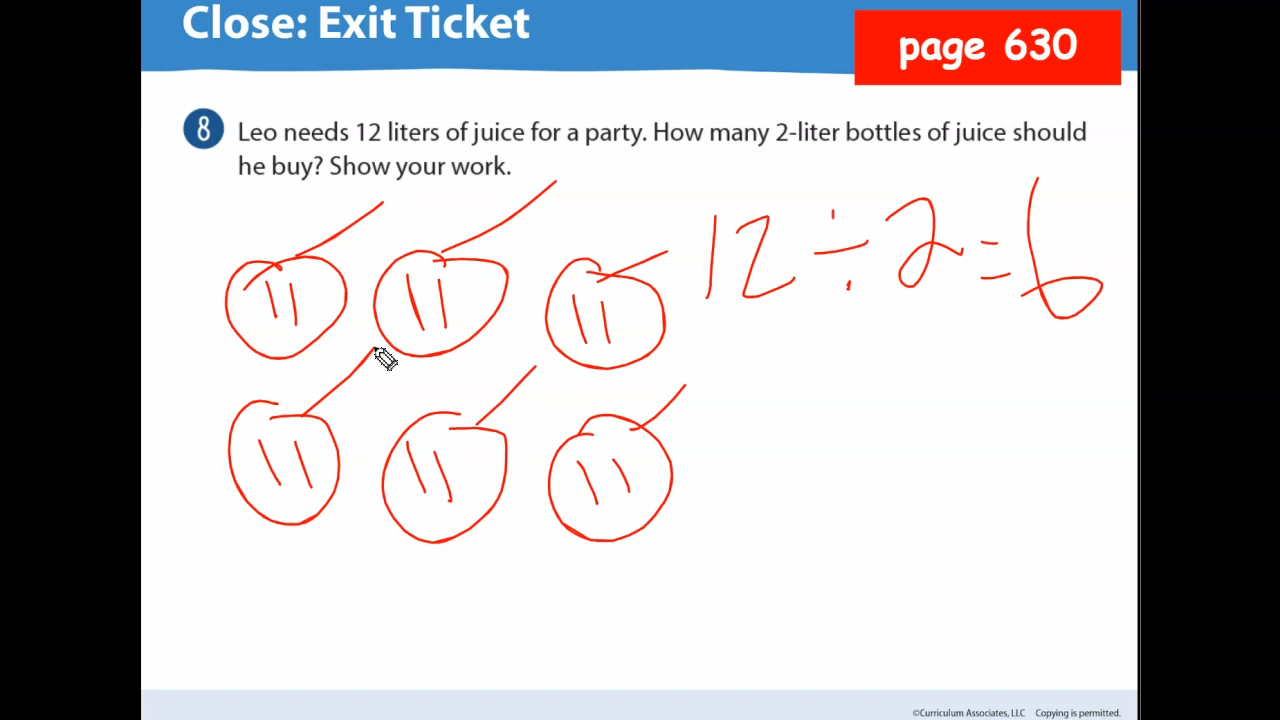 Close: Exit Ticket
page 630
8 Leo needs 12 liters of juice for a party. How many 2-liter bottles of juice should
he buy? Show your work.
12 ÷ 2 = 6
||
||
||
||
||
||
©Curriculum Associates, LLC Copying is permitted.